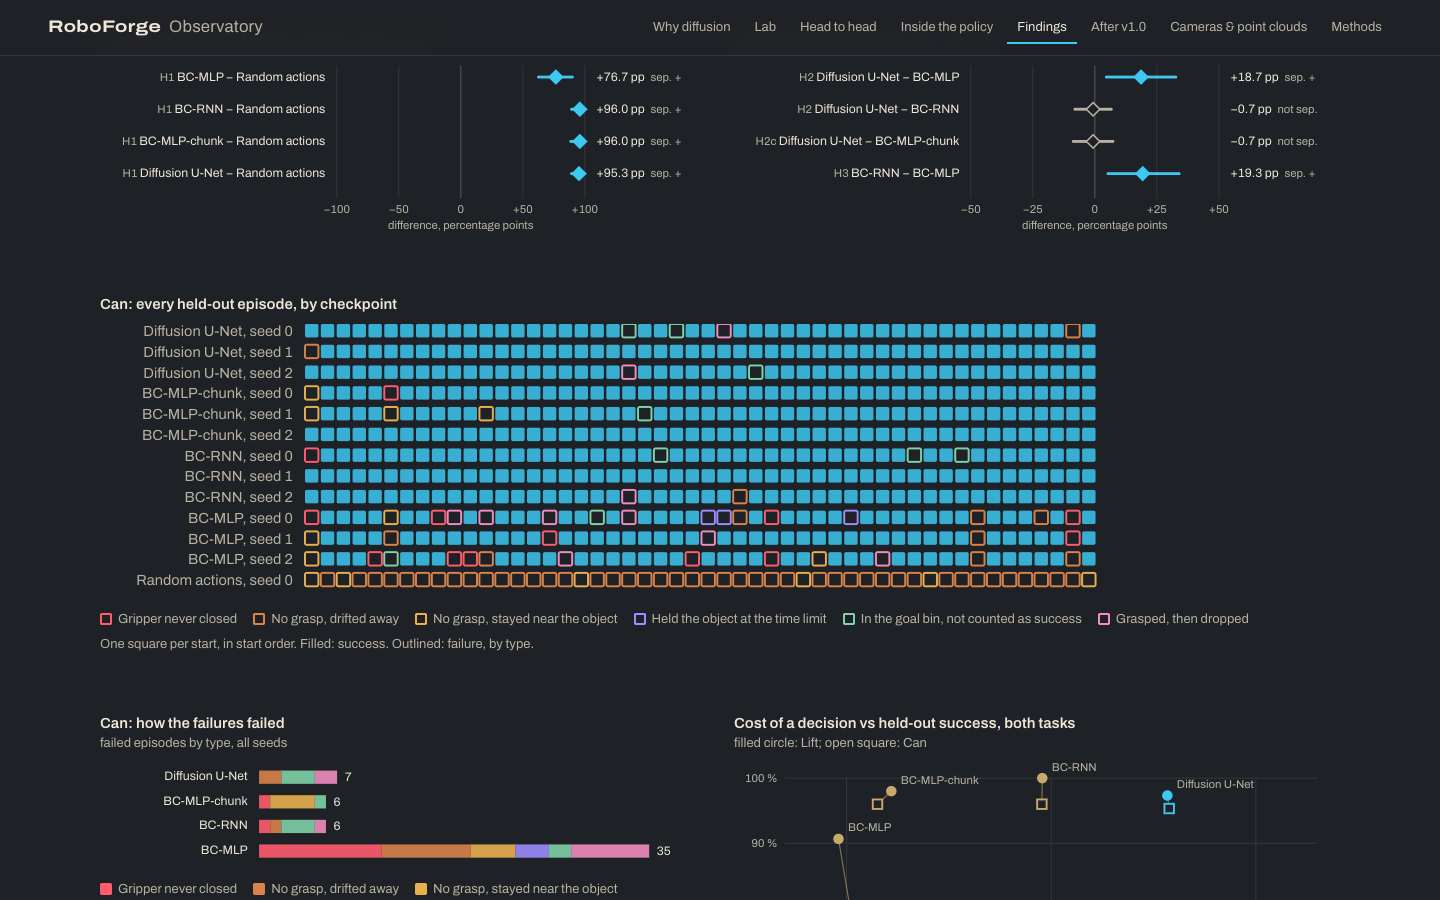 RoboForge Observatory
Why diffusion Lab Head to head Inside the policy Findings After v1.0 Cameras & point clouds Methods
H1 BC-MLP – Random actions +76.7 pp sep. +
H1 BC-RNN – Random actions +96.0 pp sep. +
H1 BC-MLP-chunk – Random actions +96.0 pp sep. +
H1 Diffusion U-Net – Random actions +95.3 pp sep. +
−100 −50 0 +50 +100
difference, percentage points
H2 Diffusion U-Net – BC-MLP +18.7 pp sep. +
H2 Diffusion U-Net – BC-RNN −0.7 pp not sep.
H2c Diffusion U-Net – BC-MLP-chunk −0.7 pp not sep.
H3 BC-RNN – BC-MLP +19.3 pp sep. +
−50 −25 0 +25 +50
difference, percentage points
Can: every held-out episode, by checkpoint
Diffusion U-Net, seed 0
Diffusion U-Net, seed 1
Diffusion U-Net, seed 2
BC-MLP-chunk, seed 0
BC-MLP-chunk, seed 1
BC-MLP-chunk, seed 2
BC-RNN, seed 0
BC-RNN, seed 1
BC-RNN, seed 2
BC-MLP, seed 0
BC-MLP, seed 1
BC-MLP, seed 2
Random actions, seed 0
Gripper never closed No grasp, drifted away No grasp, stayed near the object Held the object at the time limit In the goal bin, not counted as success Grasped, then dropped
One square per start, in start order. Filled: success. Outlined: failure, by type.
Can: how the failures failed
failed episodes by type, all seeds
Diffusion U-Net 7
BC-MLP-chunk 6
BC-RNN 6
BC-MLP 35
Gripper never closed No grasp, drifted away No grasp, stayed near the object
Cost of a decision vs held-out success, both tasks
filled circle: Lift; open square: Can
BC-RNN
100 % BC-MLP-chunk
Diffusion U-Net
BC-MLP
90 %